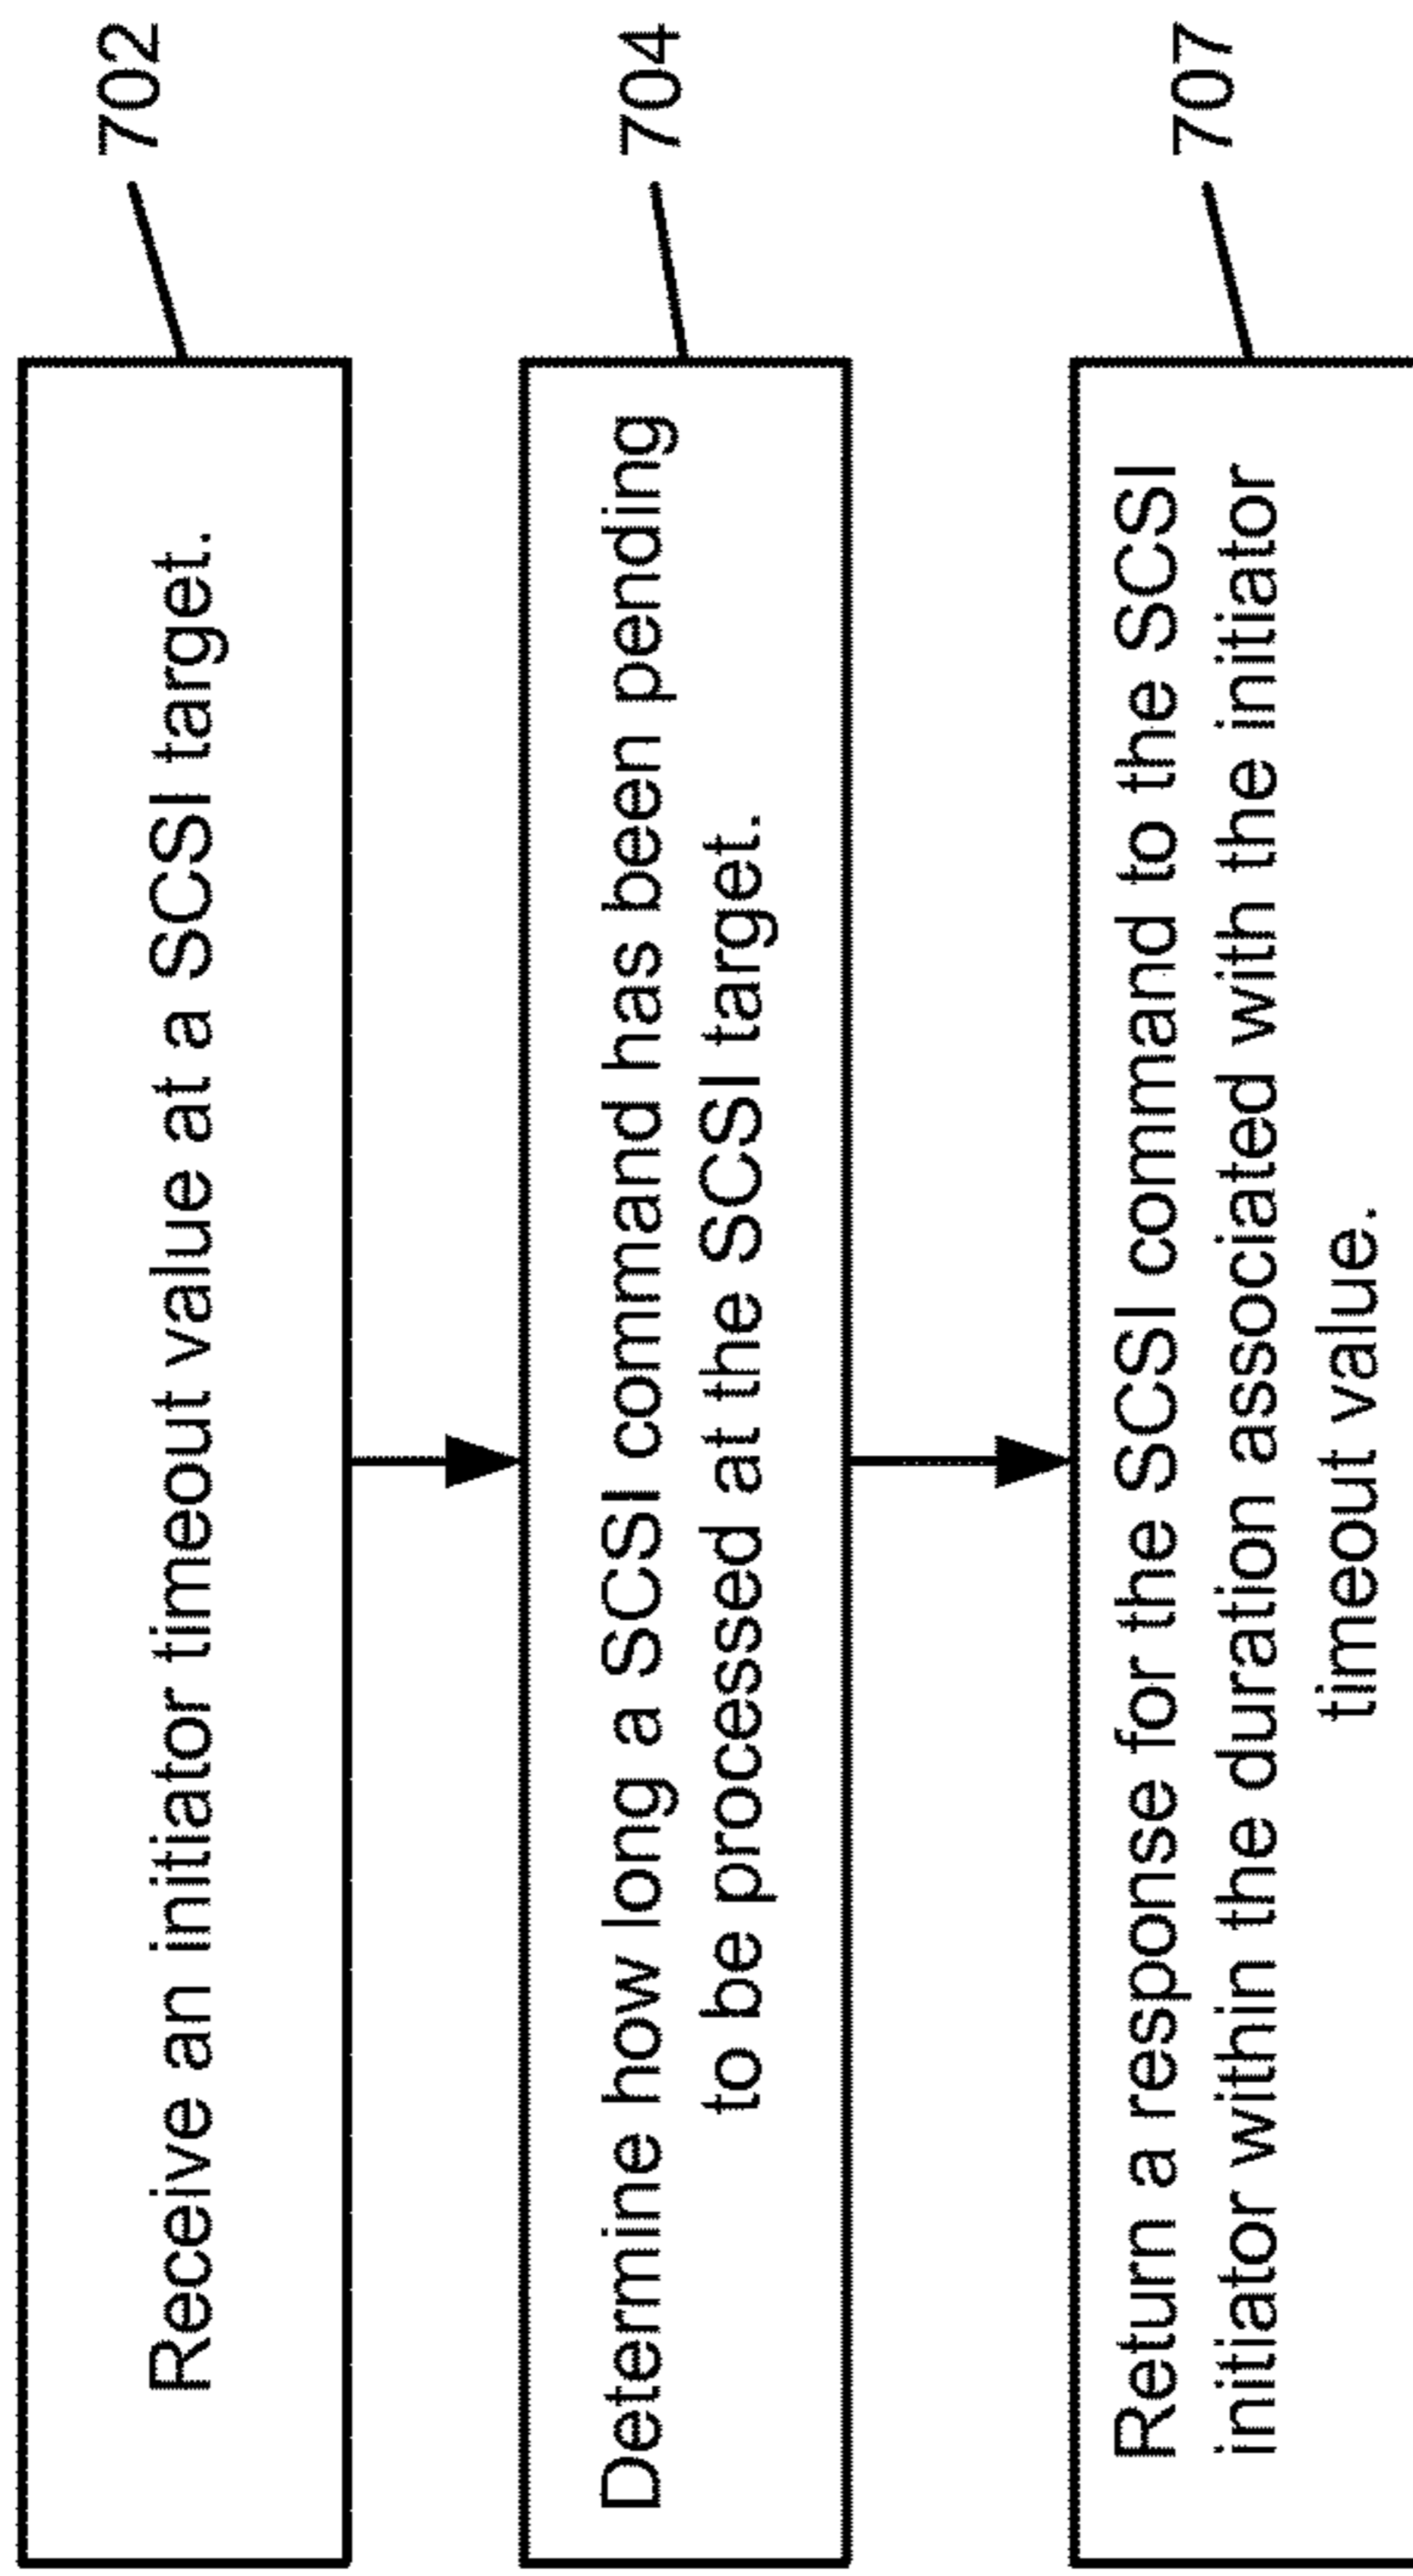 Receive an initiator timeout value at a SCSI target.
702
Determine how long a SCSI command has been pending
to be processed at the SCSI target.
704
Return a response for the SCSI command to the SCSI
initiator within the duration associated with the initiator
timeout value.
707